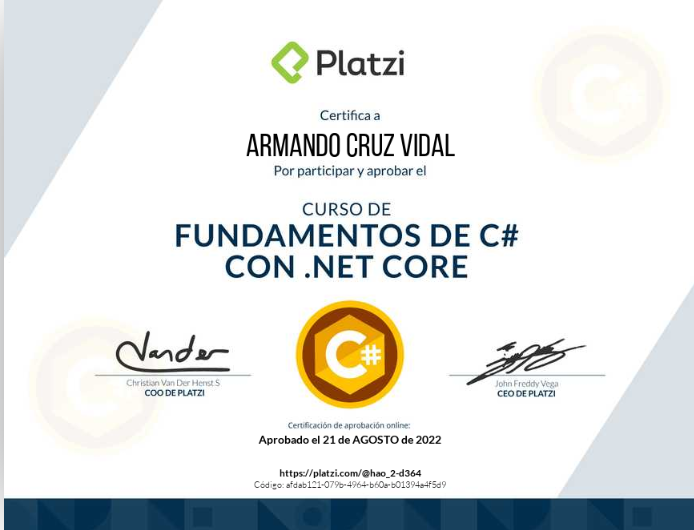 Platzi
Certifica a
ARMANDO CRUZ VIDAL
Por participar y aprobar el
CURSO DE
FUNDAMENTOS DE C#
CON .NET CORE
C#
Vander
Christian Van Der Henst S
COO DE PLATZI
John Freddy Vega
CEO DE PLATZI
Certificación de aprobación online:
Aprobado el 21 de AGOSTO de 2022
https://platzi.com/@hao_2-d364
Código: afdab121-079b-4964-b60a-b01394a4f5d9